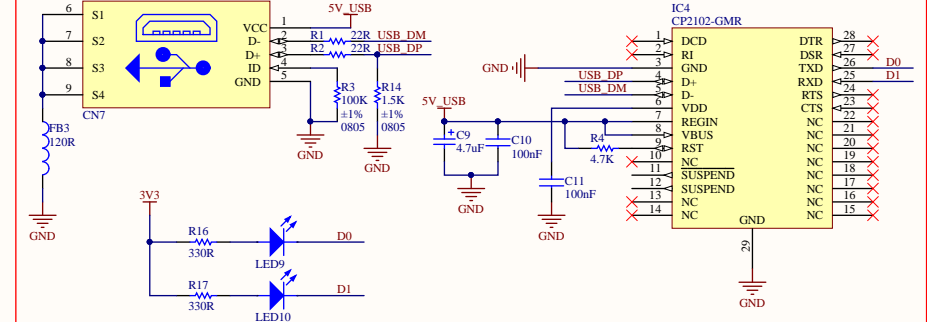 6 S1
7 S2
8 S3
9 S4
VCC 1
D- 2
D+ 3
ID 4
GND 5
CN7
5V_USB
R1 22R USB_DM
R2 22R USB_DP
R3
100K
±1%
0805
R14
1.5K
±1%
0805
GND
GND
FB3
120R
GND
3V3
R16
330R
LED9
D0
R17
330R
LED10
D1
5V_USB
C9
4.7uF
C10
100nF
GND
C11
100nF
GND
R4
4.7K
GND
USB_DP
USB_DM
IC4
CP2102-GMR
1 DCD
2 RI
3 GND
4 D+
5 D-
6 VDD
7 REGIN
8 VBUS
9 RST
10 NC
11 SUSPEND
12 SUSPEND
13 NC
14 NC
DTR 28
DSR 27
TXD 26 D0
RXD 25 D1
RTS 24
CTS 23
NC 22
NC 21
NC 20
NC 19
NC 18
NC 17
NC 16
NC 15
GND
29
GND